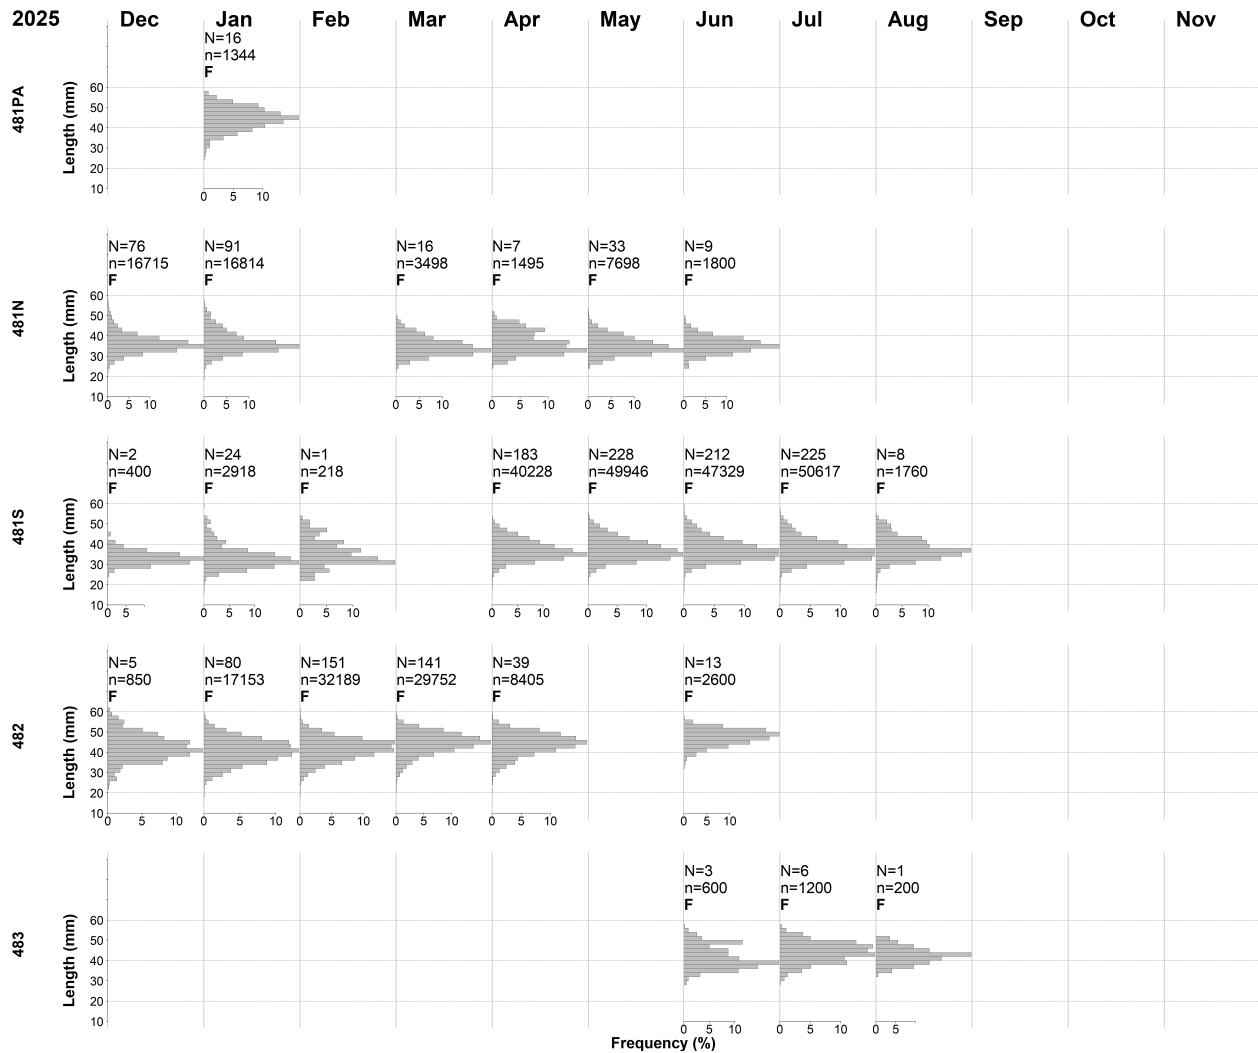 2025 Dec Jan Feb Mar Apr May Jun Jul Aug Sep Oct Nov
481PA
Length (mm)
60
50
40
30
20
10
N=16
n=1344
F
0 5 10
481N
Length (mm)
60
50
40
30
20
10
N=76 N=91 N=16 N=7 N=33 N=9
n=16715 n=16814 n=3498 n=1495 n=7698 n=1800
F F F F F F
0 5 10 0 5 10 0 5 10 0 5 10 0 5 10 0 5 10
481S
Length (mm)
60
50
40
30
20
10
N=2 N=24 N=1 N=183 N=228 N=212 N=225 N=8
n=400 n=2918 n=218 n=40228 n=49946 n=47329 n=50617 n=1760
F F F F F F F F
0 5 0 5 10 0 5 10 0 5 10 0 5 10 0 5 10 0 5 10 0 5 10
482
Length (mm)
60
50
40
30
20
10
N=5 N=80 N=151 N=141 N=39 N=13
n=850 n=17153 n=32189 n=29752 n=8405 n=2600
F F F F F F
0 5 10 0 5 10 0 5 10 0 5 10 0 5 10 0 5 10
483
Length (mm)
60
50
40
30
20
10
N=3 N=6 N=1
n=600 n=1200 n=200
F F F
0 5 10 0 5 10 0 5
Frequency (%)